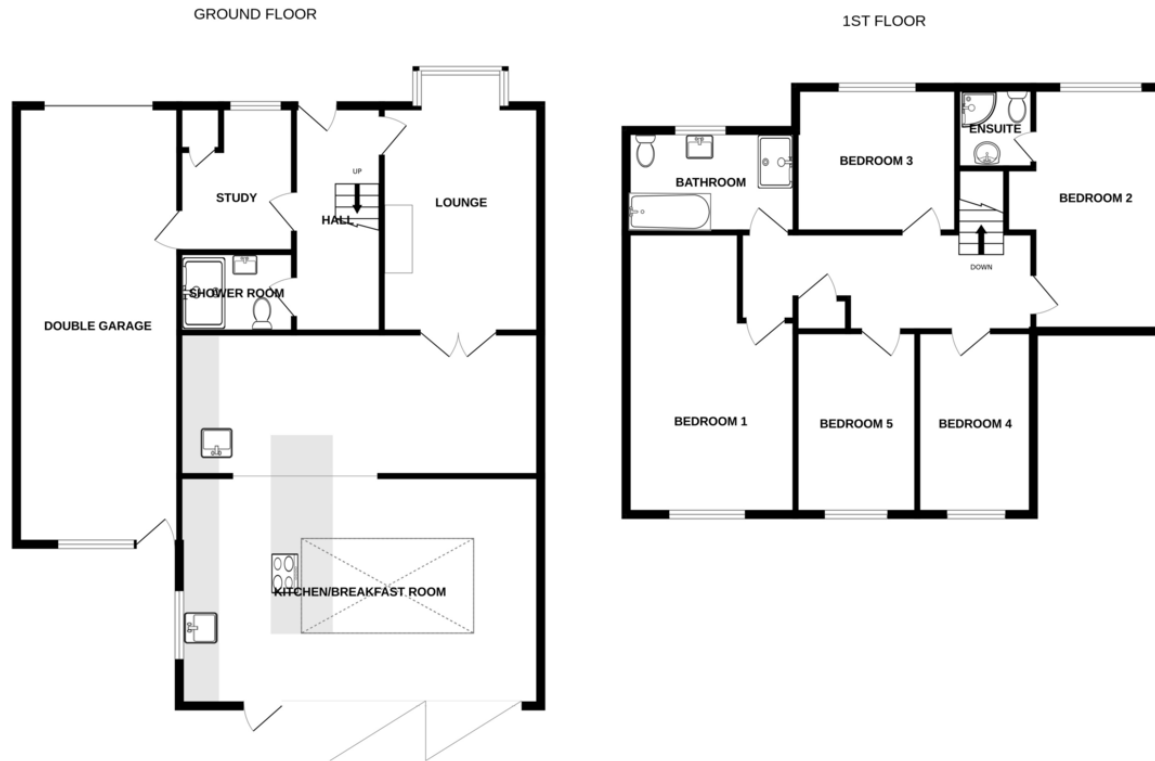 GROUND FLOOR
UP
STUDY
HALL
LOUNGE
SHOWER ROOM
DOUBLE GARAGE
KITCHEN/BREAKFAST ROOM
1ST FLOOR
ENSUITE
BEDROOM 3
BATHROOM
BEDROOM 2
DOWN
BEDROOM 1
BEDROOM 5
BEDROOM 4